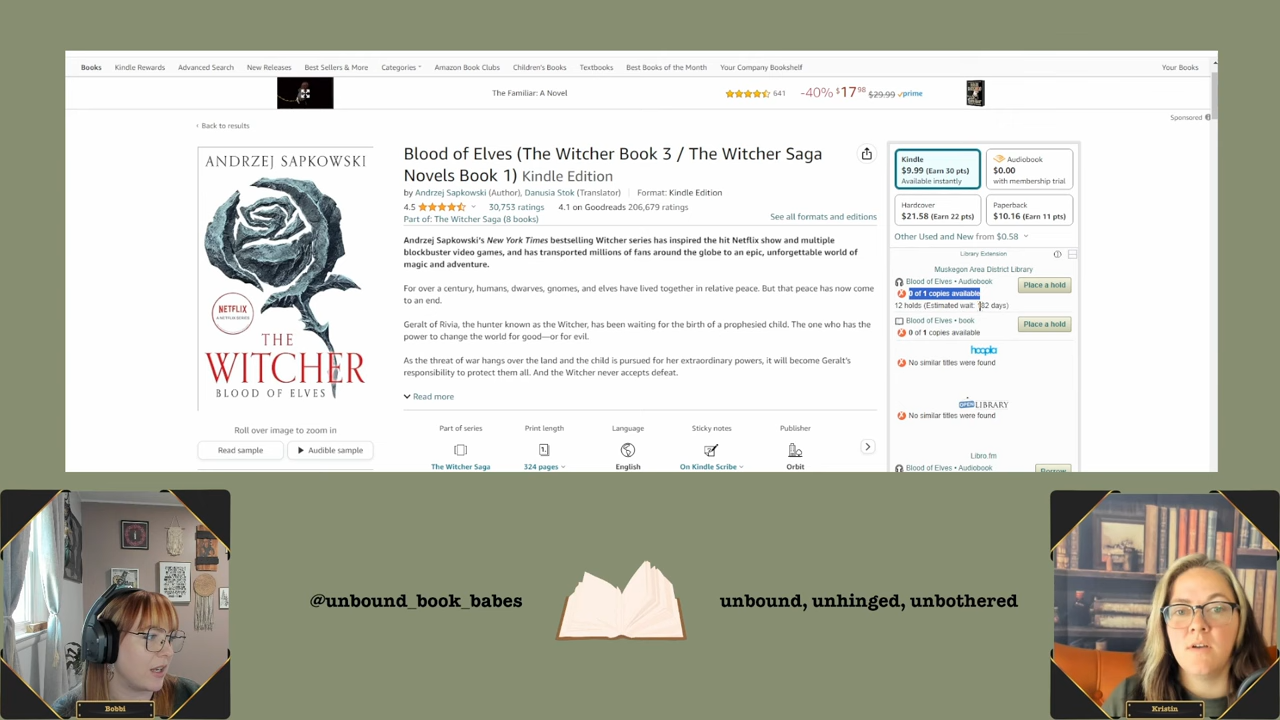 Books Kindle Rewards Advanced Search New Releases Best Sellers & More Categories Amazon Book Clubs Children's Books Textbooks Best Books of the Month Your Company Bookshelf Your Books
The Familiar: A Novel 641 -40% $17 98 $29.99 prime
Sponsored
‹ Back to results
ANDRZEJ SAPKOWSKI
NETFLIX
THE
WITCHER
BLOOD OF ELVES
Roll over image to zoom in
Read sample Audible sample
Blood of Elves (The Witcher Book 3 / The Witcher Saga
Novels Book 1) Kindle Edition
by Andrzej Sapkowski (Author), Danusia Stok (Translator) | Format: Kindle Edition
4.5 30,753 ratings 4.1 on Goodreads 206,679 ratings
Part of: The Witcher Saga (8 books)
See all formats and editions
Andrzej Sapkowski's New York Times bestselling Witcher series has inspired the hit Netflix show and multiple
blockbuster video games, and has transported millions of fans around the globe to an epic, unforgettable world of
magic and adventure.
For over a century, humans, dwarves, gnomes, and elves have lived together in relative peace. But that peace has now come
to an end.
Geralt of Rivia, the hunter known as the Witcher, has been waiting for the birth of a prophesied child. The one who has the
power to change the world for good—or for evil.
As the threat of war hangs over the land and the child is pursued for her extraordinary powers, it will become Geralt's
responsibility to protect them all. And the Witcher never accepts defeat.
Read more
Part of series Print length Language Sticky notes Publisher
The Witcher Saga 324 pages English On Kindle Scribe Orbit
Kindle
$9.99 (Earn 30 pts)
Available instantly
Audiobook
$0.00
with membership trial
Hardcover
$21.58 (Earn 22 pts)
Paperback
$10.16 (Earn 11 pts)
Other Used and New from $0.58
Library Extension
Muskegon Area District Library
Blood of Elves • Audiobook
0 of 1 copies available
12 holds (Estimated wait: 82 days)
Place a hold
Blood of Elves • book
0 of 1 copies available
Place a hold
hoopla
No similar titles were found
OPEN LIBRARY
No similar titles were found
Libro.fm
Blood of Elves • Audiobook
Borrow
@unbound_book_babes
unbound, unhinged, unbothered
Bobbi
Kristin